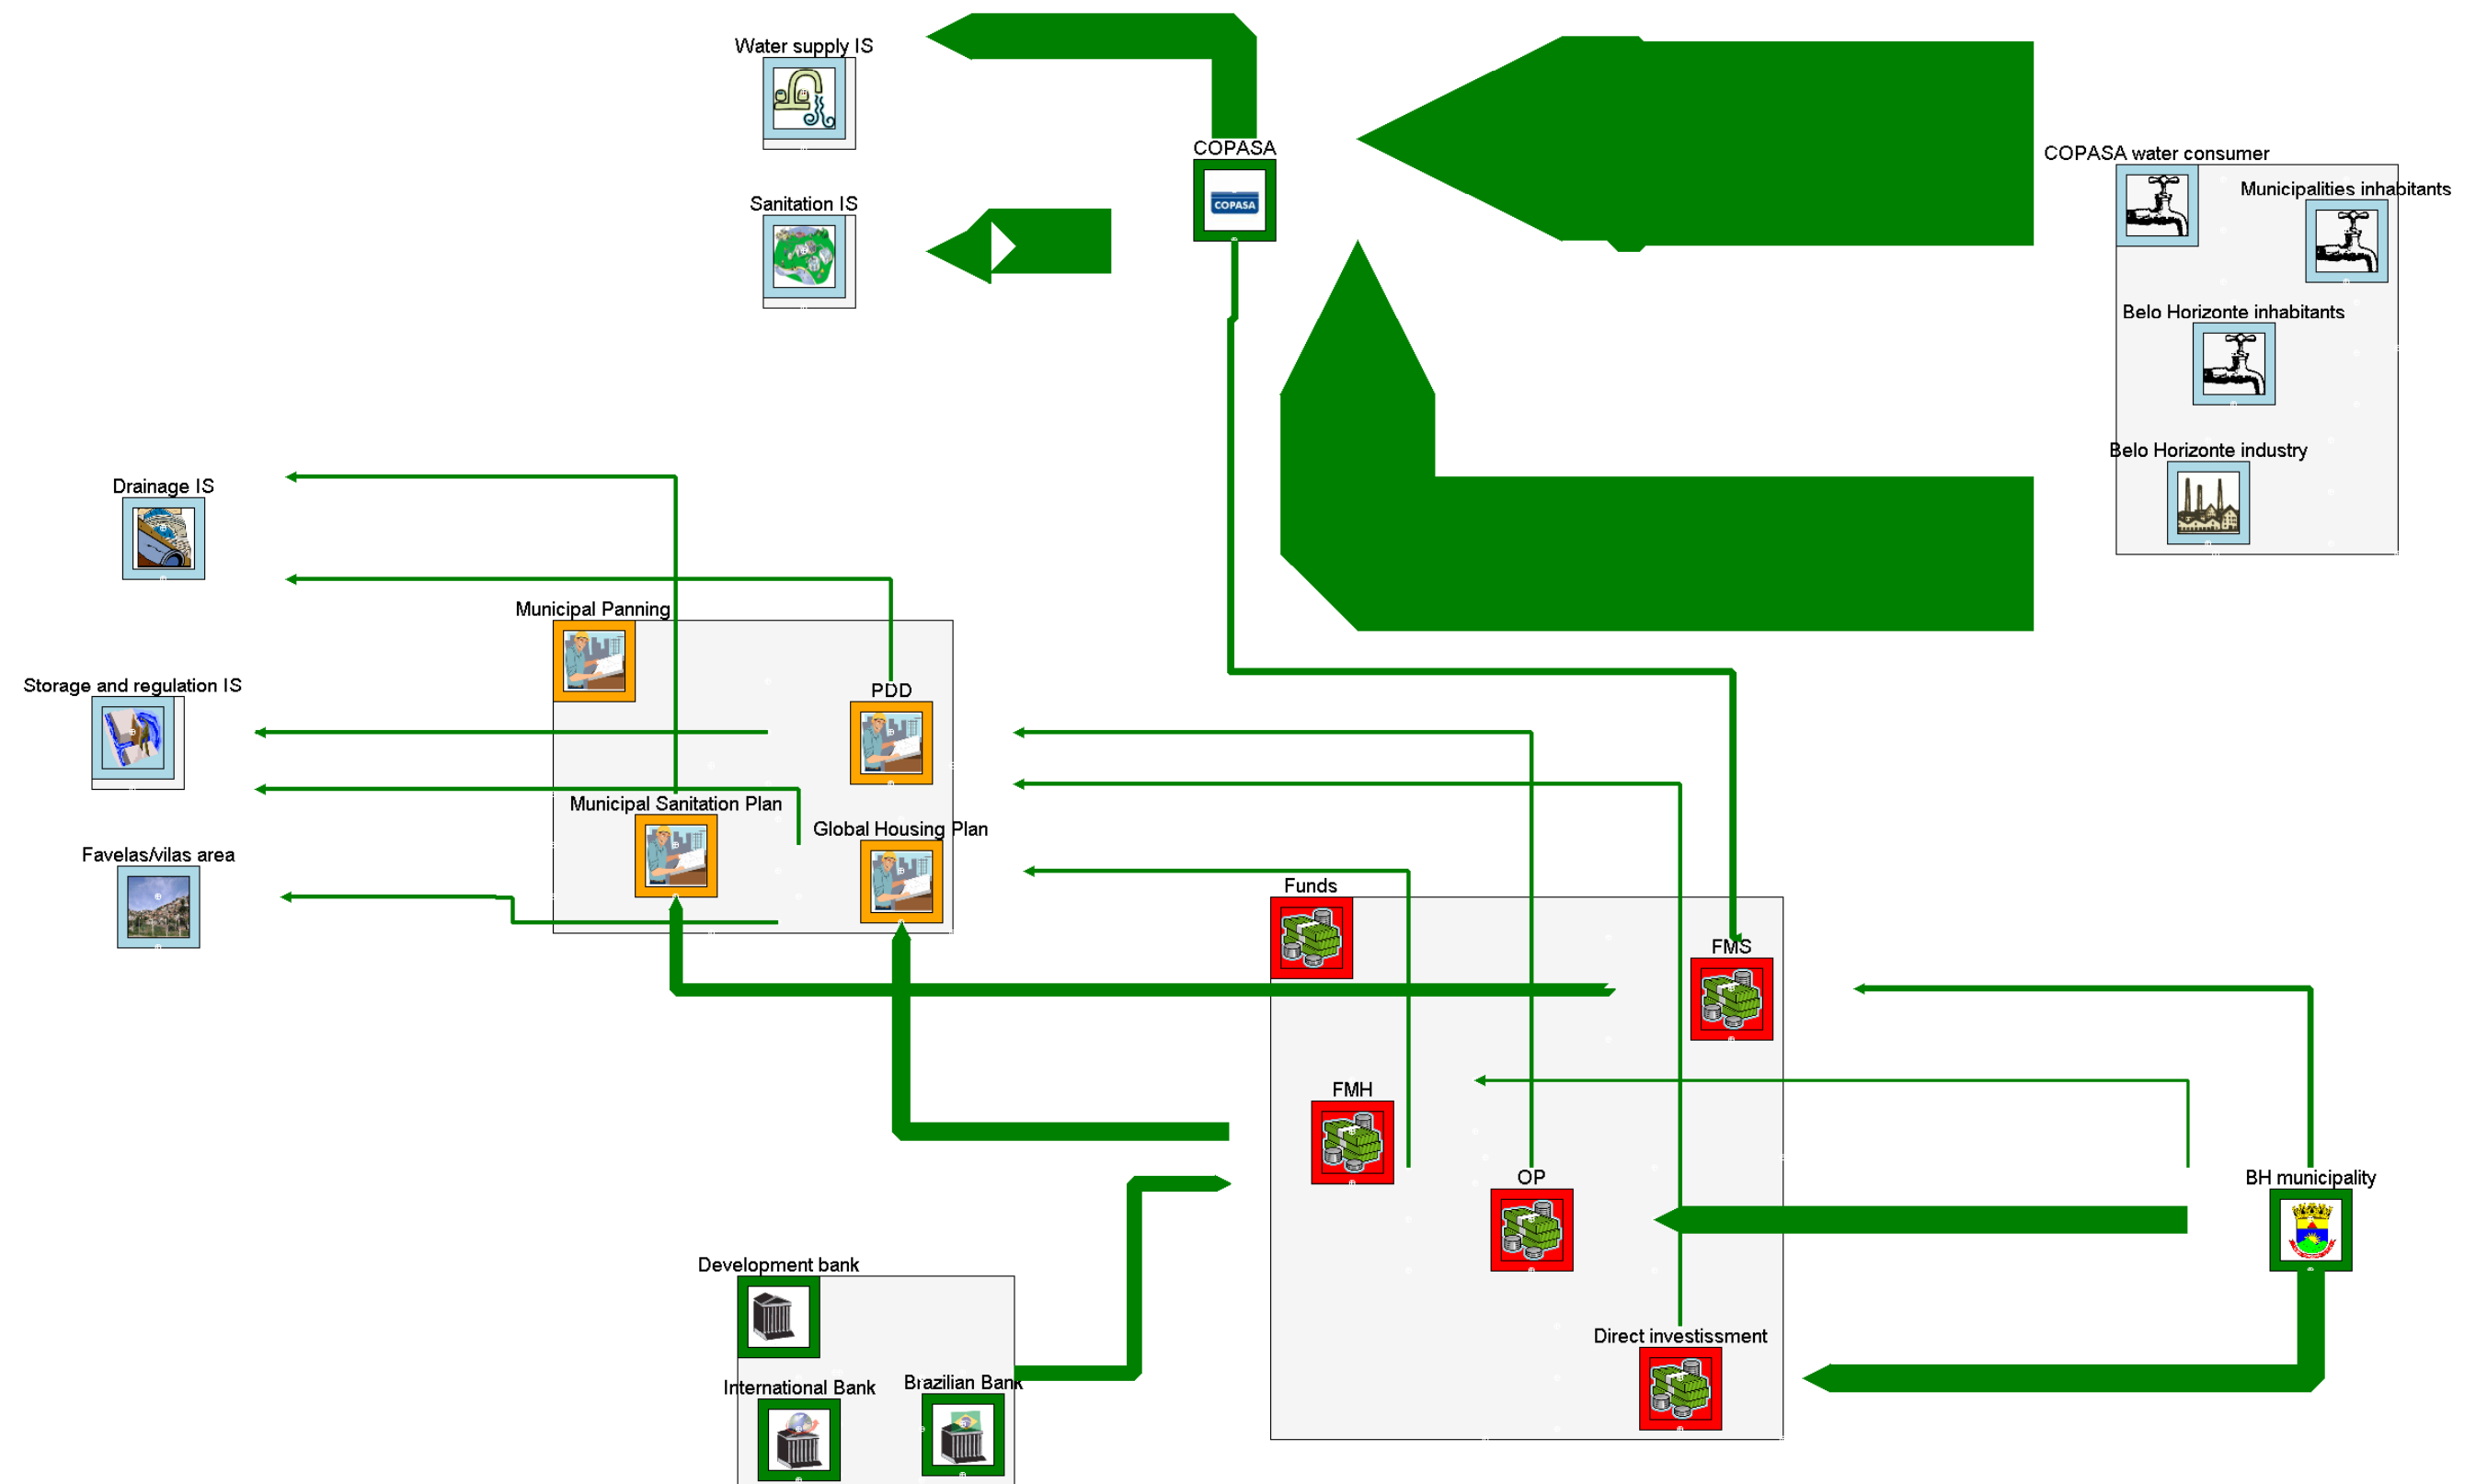 Water supply IS
COPASA
COPASA
COPASA water consumer
Municipalities inhabitants
Sanitation IS
Belo Horizonte inhabitants
Belo Horizonte industry
Drainage IS
Municipal Panning
Storage and regulation IS
PDD
Municipal Sanitation Plan
Global Housing Plan
Favelas/vilas area
Funds
FMS
FMH
OP
BH municipality
Development bank
Direct investissment
International Bank
Brazilian Bank